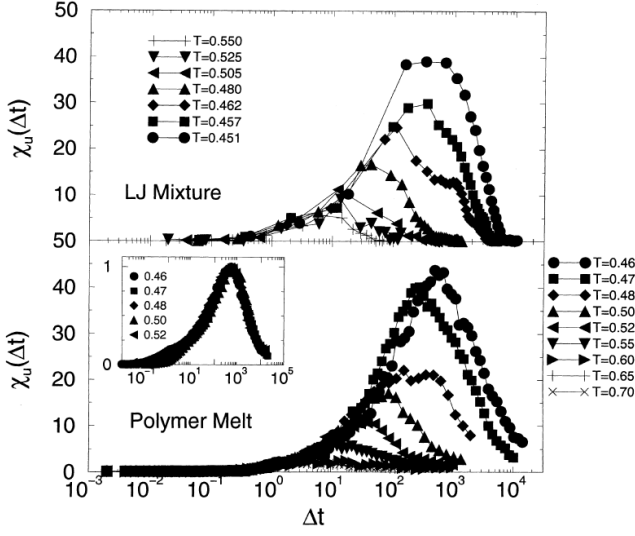 50
40
30
20
10
50
χu(Δt)
T=0.550
T=0.525
T=0.505
T=0.480
T=0.462
T=0.457
T=0.451
LJ Mixture
40
30
20
10
0
χu(Δt)
1
0
0.46
0.47
0.48
0.50
0.52
10⁻¹ 10¹ 10³ 10⁵
Polymer Melt
T=0.46
T=0.47
T=0.48
T=0.50
T=0.52
T=0.55
T=0.60
T=0.65
T=0.70
10⁻³ 10⁻² 10⁻¹ 10⁰ 10¹ 10² 10³ 10⁴
Δt